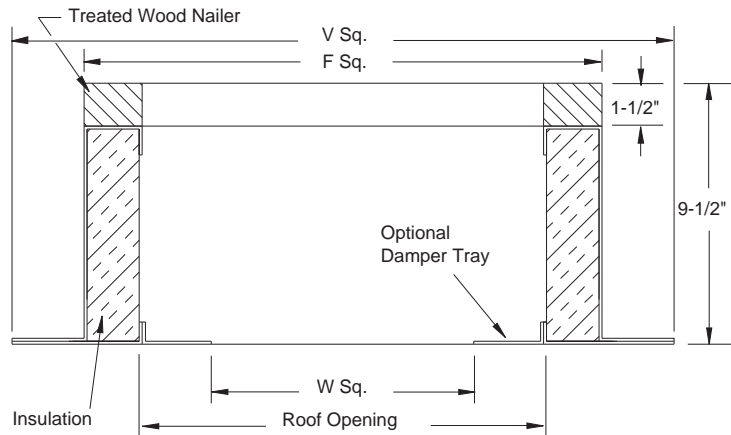 Treated Wood Nailer
V Sq.
F Sq.
1-1/2"
9-1/2"
Optional
Damper Tray
W Sq.
Insulation
Roof Opening